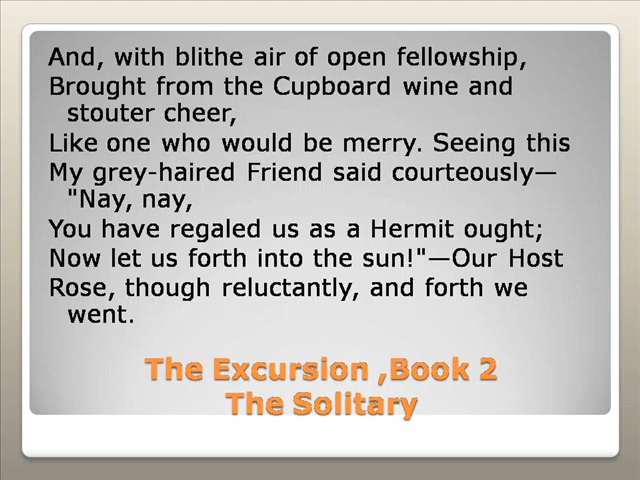 And, with blithe air of open fellowship,
Brought from the Cupboard wine and
stouter cheer,
Like one who would be merry. Seeing this
My grey-haired Friend said courteously—
"Nay, nay,
You have regaled us as a Hermit ought;
Now let us forth into the sun!"—Our Host
Rose, though reluctantly, and forth we
went.
The Excursion ,Book 2
The Solitary